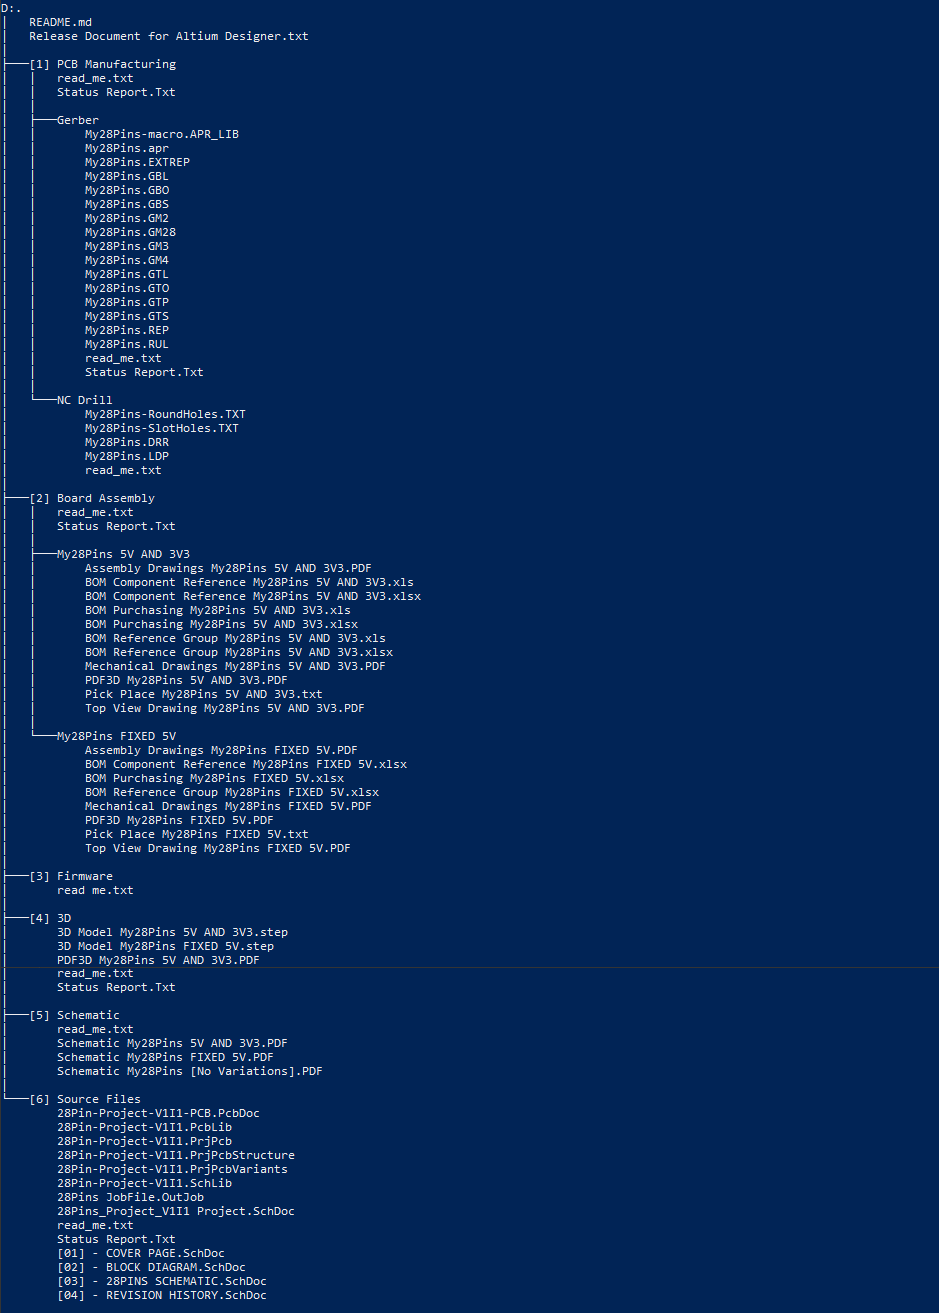 D:.
README.md
Release Document for Altium Designer.txt
[1] PCB Manufacturing
read_me.txt
Status Report.Txt
Gerber
My28Pins-macro.APR_LIB
My28Pins.apr
My28Pins.EXTREP
My28Pins.GBL
My28Pins.GBO
My28Pins.GBS
My28Pins.GM2
My28Pins.GM28
My28Pins.GM3
My28Pins.GM4
My28Pins.GTL
My28Pins.GTO
My28Pins.GTP
My28Pins.GTS
My28Pins.REP
My28Pins.RUL
read_me.txt
Status Report.Txt
NC Drill
My28Pins-RoundHoles.TXT
My28Pins-SlotHoles.TXT
My28Pins.DRR
My28Pins.LDP
read_me.txt
[2] Board Assembly
read_me.txt
Status Report.Txt
My28Pins 5V AND 3V3
Assembly Drawings My28Pins 5V AND 3V3.PDF
BOM Component Reference My28Pins 5V AND 3V3.xls
BOM Component Reference My28Pins 5V AND 3V3.xlsx
BOM Purchasing My28Pins 5V AND 3V3.xls
BOM Purchasing My28Pins 5V AND 3V3.xlsx
BOM Reference Group My28Pins 5V AND 3V3.xls
BOM Reference Group My28Pins 5V AND 3V3.xlsx
Mechanical Drawings My28Pins 5V AND 3V3.PDF
PDF3D My28Pins 5V AND 3V3.PDF
Pick Place My28Pins 5V AND 3V3.txt
Top View Drawing My28Pins 5V AND 3V3.PDF
My28Pins FIXED 5V
Assembly Drawings My28Pins FIXED 5V.PDF
BOM Component Reference My28Pins FIXED 5V.xlsx
BOM Purchasing My28Pins FIXED 5V.xlsx
BOM Reference Group My28Pins FIXED 5V.xlsx
Mechanical Drawings My28Pins FIXED 5V.PDF
PDF3D My28Pins FIXED 5V.PDF
Pick Place My28Pins FIXED 5V.txt
Top View Drawing My28Pins FIXED 5V.PDF
[3] Firmware
read me.txt
[4] 3D
3D Model My28Pins 5V AND 3V3.step
3D Model My28Pins FIXED 5V.step
PDF3D My28Pins 5V AND 3V3.PDF
read_me.txt
Status Report.Txt
[5] Schematic
read_me.txt
Schematic My28Pins 5V AND 3V3.PDF
Schematic My28Pins FIXED 5V.PDF
Schematic My28Pins [No Variations].PDF
[6] Source Files
28Pin-Project-V1I1-PCB.PcbDoc
28Pin-Project-V1I1.PcbLib
28Pin-Project-V1I1.PrjPcb
28Pin-Project-V1I1.PrjPcbStructure
28Pin-Project-V1I1.PrjPcbVariants
28Pin-Project-V1I1.SchLib
28Pins JobFile.OutJob
28Pins_Project_V1I1 Project.SchDoc
read_me.txt
Status Report.Txt
[01] - COVER PAGE.SchDoc
[02] - BLOCK DIAGRAM.SchDoc
[03] - 28PINS SCHEMATIC.SchDoc
[04] - REVISION HISTORY.SchDoc